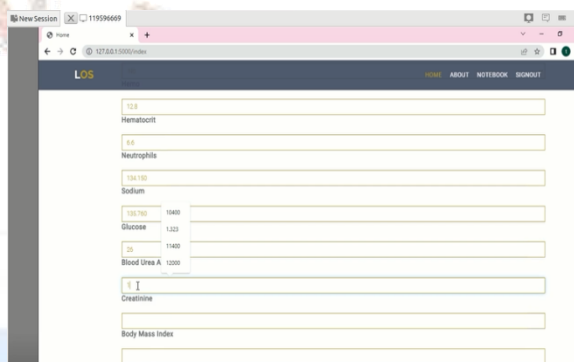 New Session X 119596669
Home × +
127.0.0.1:5000/index
LOS HOME ABOUT NOTEBOOK SIGNOUT
12.8
Hematocrit
6.6
Neutrophils
134.193
Sodium
135.760
Glucose
26
Blood Urea A
10400
1.323
11400
12000
1
Creatinine
Body Mass Index